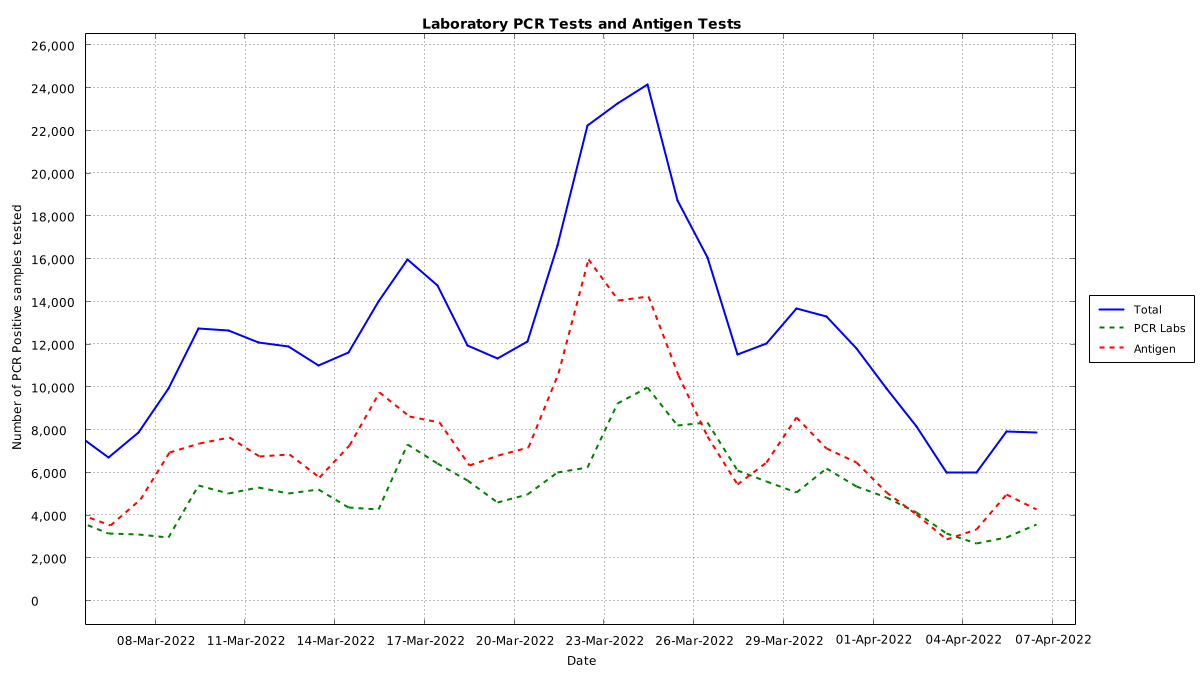 Laboratory PCR Tests and Antigen Tests
Number of PCR Positive samples tested
26,000
24,000
22,000
20,000
18,000
16,000
14,000
12,000
10,000
8,000
6,000
4,000
2,000
0
08-Mar-2022 11-Mar-2022 14-Mar-2022 17-Mar-2022 20-Mar-2022 23-Mar-2022 26-Mar-2022 29-Mar-2022 01-Apr-2022 04-Apr-2022 07-Apr-2022
Date
Total
PCR Labs
Antigen